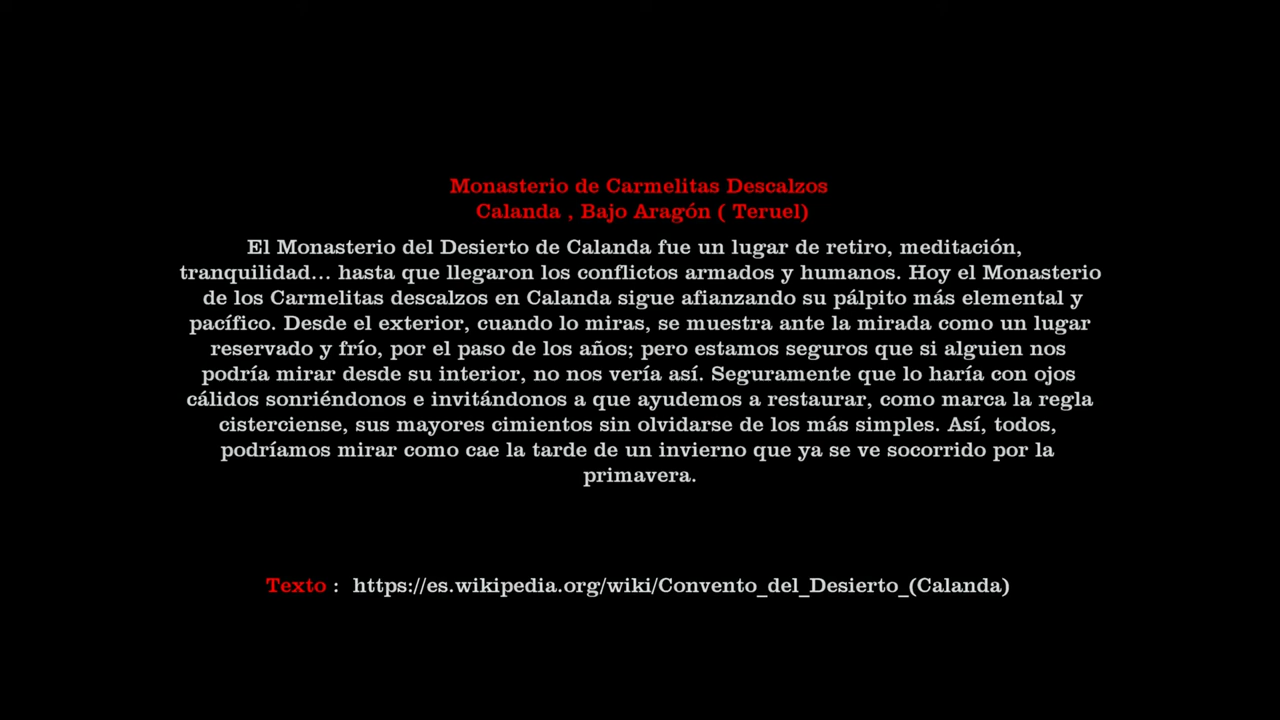 Monasterio de Carmelitas Descalzos
Calanda , Bajo Aragón ( Teruel)
El Monasterio del Desierto de Calanda fue un lugar de retiro, meditación,
tranquilidad... hasta que llegaron los conflictos armados y humanos. Hoy el Monasterio
de los Carmelitas descalzos en Calanda sigue afianzando su pálpito más elemental y
pacífico. Desde el exterior, cuando lo miras, se muestra ante la mirada como un lugar
reservado y frío, por el paso de los años; pero estamos seguros que si alguien nos
podría mirar desde su interior, no nos vería así. Seguramente que lo haría con ojos
cálidos sonriéndonos e invitándonos a que ayudemos a restaurar, como marca la regla
cisterciense, sus mayores cimientos sin olvidarse de los más simples. Así, todos,
podríamos mirar como cae la tarde de un invierno que ya se ve socorrido por la
primavera.
Texto :  https://es.wikipedia.org/wiki/Convento_del_Desierto_(Calanda)